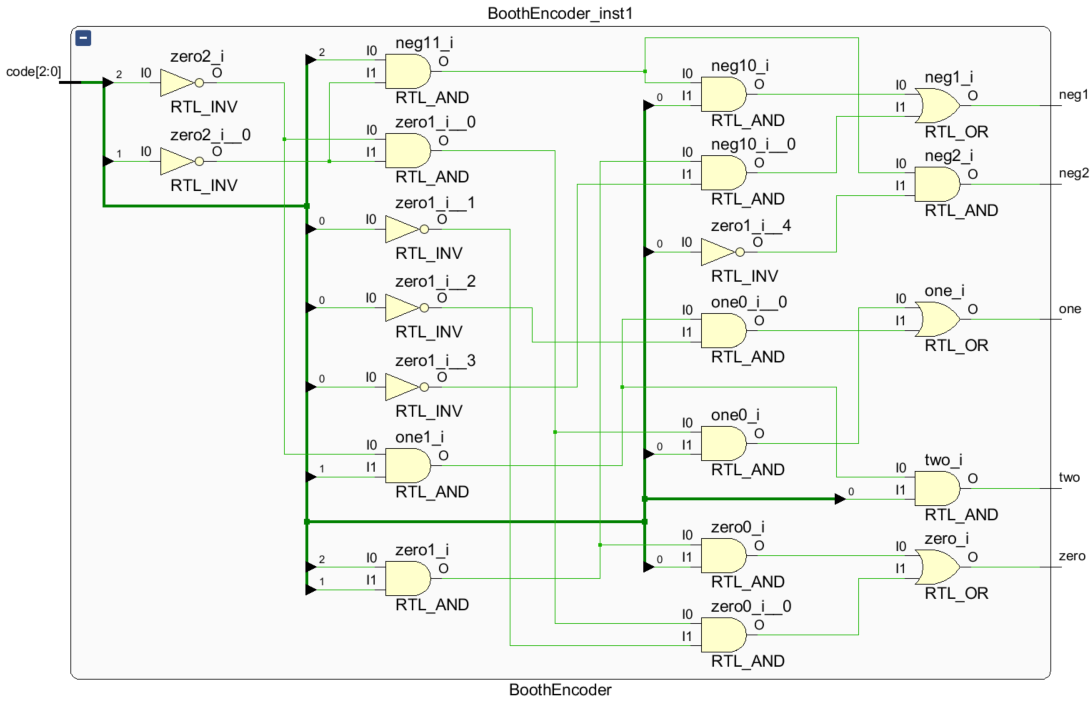 BoothEncoder_inst1
code[2:0]
2
I0
zero2_i
O
RTL_INV
1
I0
zero2_i__0
O
RTL_INV
2
I0
I1
neg11_i
O
RTL_AND
I0
I1
zero1_i__0
O
RTL_AND
0
I0
zero1_i__1
O
RTL_INV
0
I0
zero1_i__2
O
RTL_INV
0
I0
zero1_i__3
O
RTL_INV
I0
1
I1
one1_i
O
RTL_AND
2
I0
1
I1
zero1_i
O
RTL_AND
I0
0
I1
neg10_i
O
RTL_AND
I0
I1
neg10_i__0
O
RTL_AND
0
I0
zero1_i__4
O
RTL_INV
I0
I1
one0_i__0
O
RTL_AND
I0
0
I1
one0_i
O
RTL_AND
I0
0
I1
zero0_i
O
RTL_AND
I0
I1
zero0_i__0
O
RTL_AND
I0
I1
neg1_i
O
RTL_OR
neg1
I0
I1
neg2_i
O
RTL_AND
neg2
I0
I1
one_i
O
RTL_OR
one
I0
0
I1
two_i
O
RTL_AND
two
I0
I1
zero_i
O
RTL_OR
zero
BoothEncoder